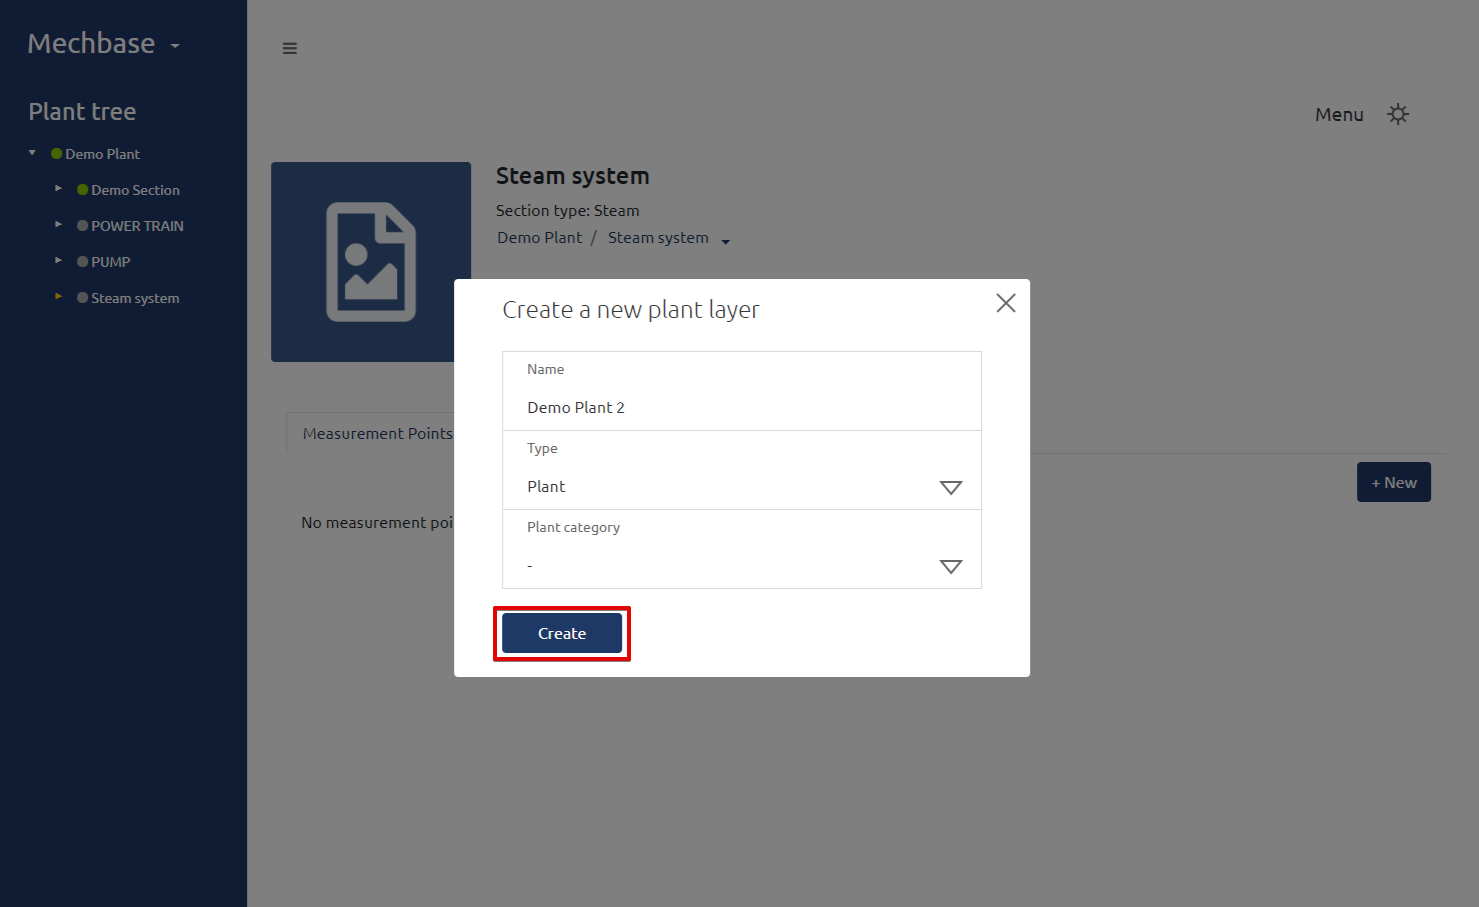 Mechbase
Plant tree
Demo Plant
Demo Section
POWER TRAIN
PUMP
Steam system
Menu
Steam system
Section type: Steam
Demo Plant / Steam system
Measurement Points
+ New
No measurement poi
Create a new plant layer
Name
Demo Plant 2
Type
Plant
Plant category
-
Create